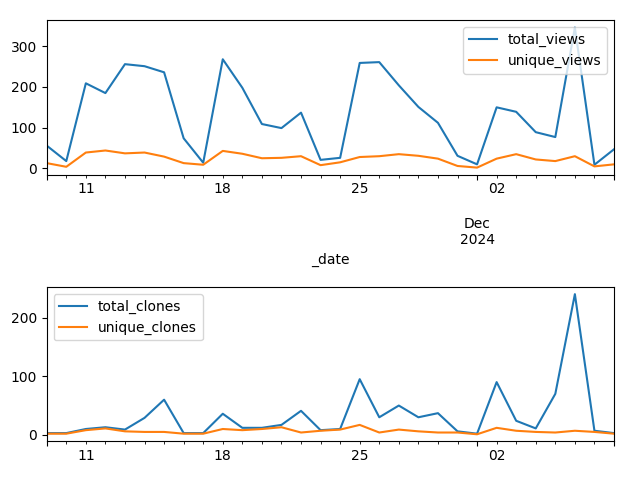 300
200
100
0
total_views
unique_views
11
18
25
02
Dec
2024
_date
200
100
0
total_clones
unique_clones
11
18
25
02